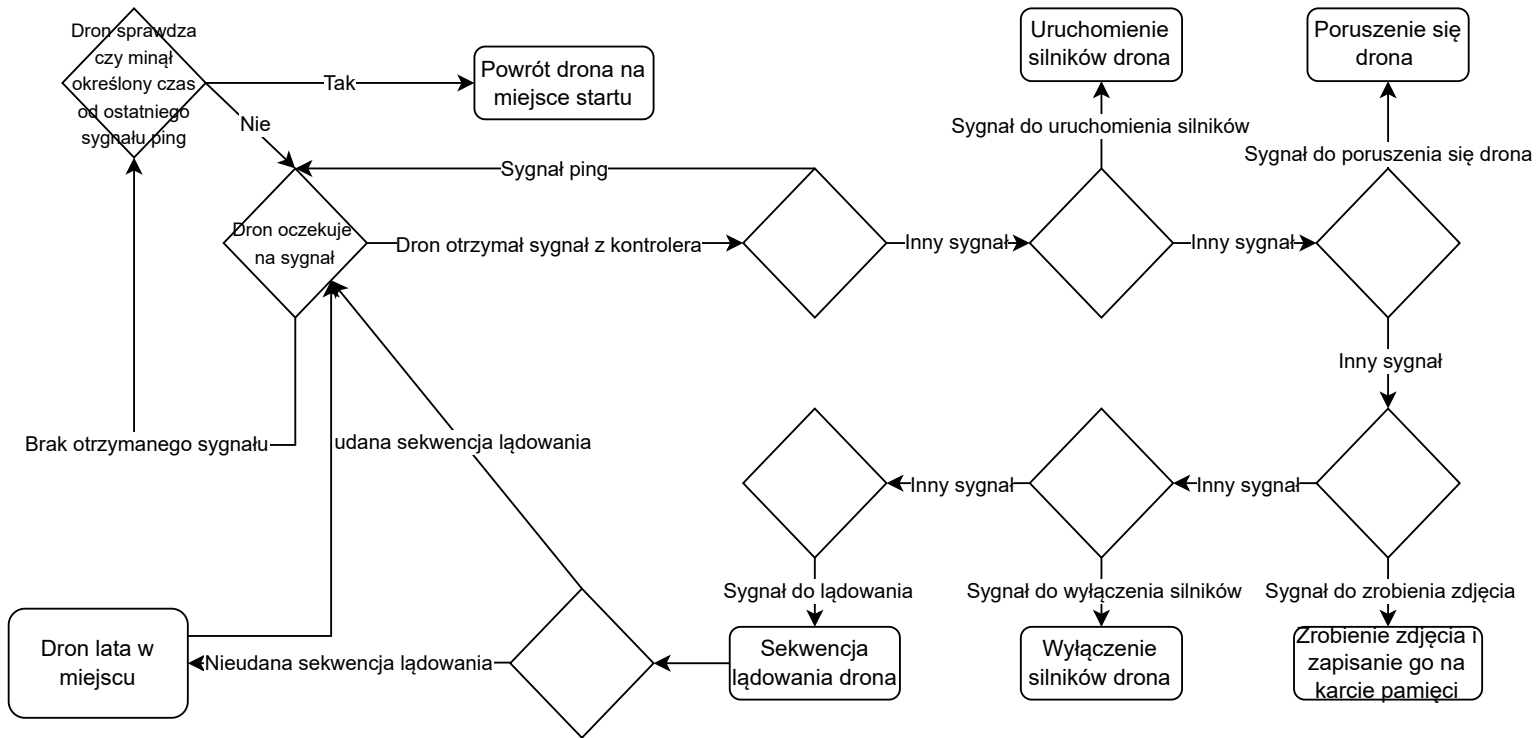 Dron sprawdza
czy minął
określony czas
od ostatniego
sygnału ping
Tak
Powrót drona na
miejsce startu
Nie
Uruchomienie
silników drona
Poruszenie się
drona
Sygnał do uruchomienia silników
Sygnał do poruszenia się drona
Sygnał ping
Dron oczekuje
na sygnał
Dron otrzymał sygnał z kontrolera
Inny sygnał
Inny sygnał
Inny sygnał
Brak otrzymanego sygnału
udana sekwencja lądowania
Inny sygnał
Inny sygnał
Sygnał do lądowania
Sygnał do wyłączenia silników
Sygnał do zrobienia zdjęcia
Dron lata w
miejscu
Nieudana sekwencja lądowania
Sekwencja
lądowania drona
Wyłączenie
silników drona
Zrobienie zdjęcia i
zapisanie go na
karcie pamięci